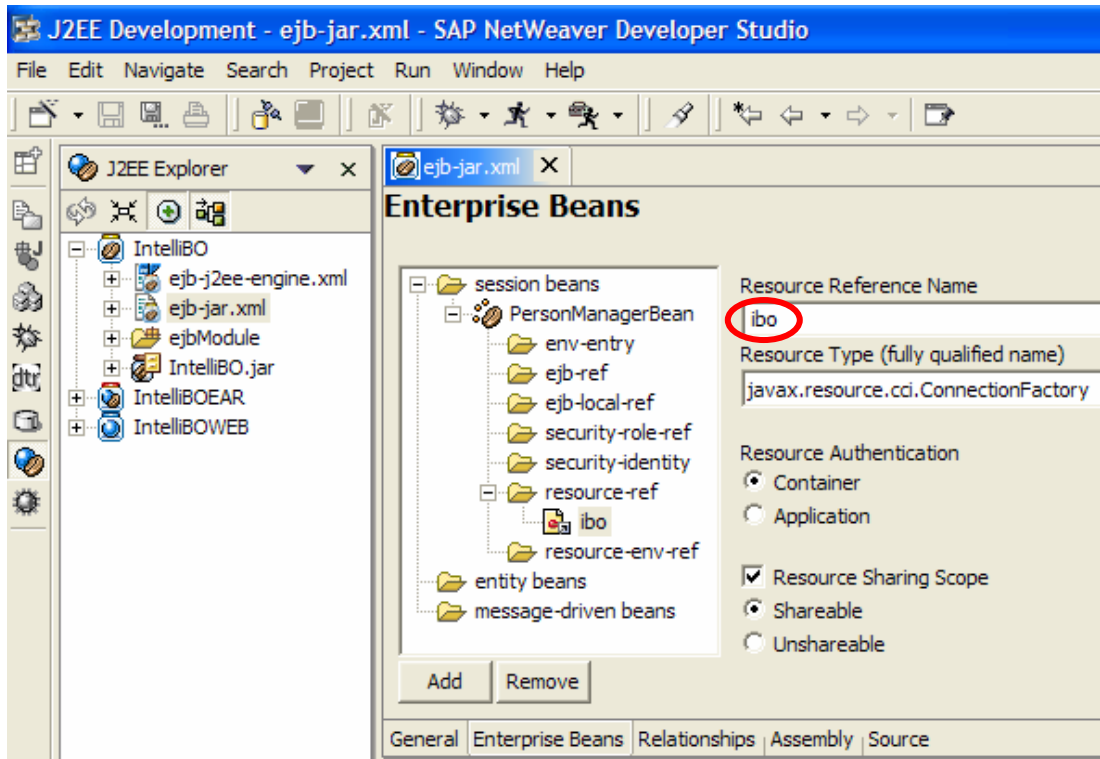 J2EE Development - ejb-jar.xml - SAP NetWeaver Developer Studio
File Edit Navigate Search Project Run Window Help
J2EE Explorer
IntelliBO
ejb-j2ee-engine.xml
ejb-jar.xml
ejbModule
IntelliBO.jar
IntelliBOEAR
IntelliBOWEB
J
dtr
ejb-jar.xml
Enterprise Beans
session beans
PersonManagerBean
env-entry
ejb-ref
ejb-local-ref
security-role-ref
security-identity
resource-ref
ibo
resource-env-ref
entity beans
message-driven beans
Add Remove
Resource Reference Name
ibo
Resource Type (fully qualified name)
javax.resource.cci.ConnectionFactory
Resource Authentication
Container
Application
Resource Sharing Scope
Shareable
Unshareable
General Enterprise Beans Relationships Assembly Source